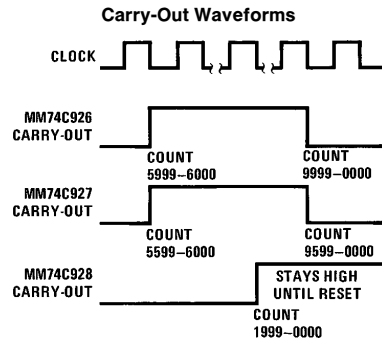 Carry-Out Waveforms
CLOCK
MM74C926
CARRY-OUT
COUNT
5999–6000
COUNT
9999–0000
MM74C927
CARRY-OUT
COUNT
5599–6000
COUNT
9599–0000
MM74C928
CARRY-OUT
STAYS HIGH
UNTIL RESET
COUNT
1999–0000